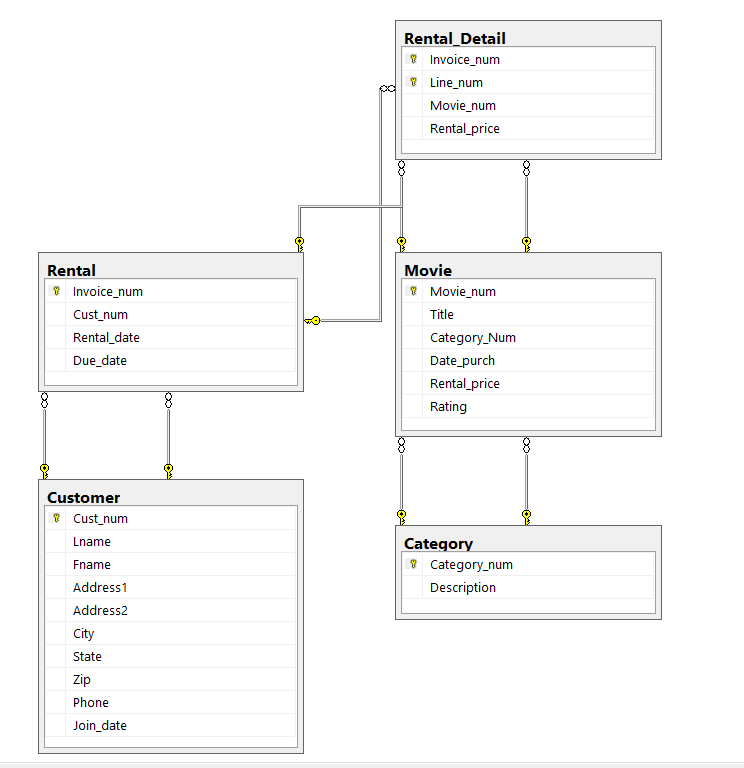 Rental_Detail
Invoice_num
Line_num
Movie_num
Rental_price
Rental
Invoice_num
Cust_num
Rental_date
Due_date
Movie
Movie_num
Title
Category_Num
Date_purch
Rental_price
Rating
Customer
Cust_num
Lname
Fname
Address1
Address2
City
State
Zip
Phone
Join_date
Category
Category_num
Description